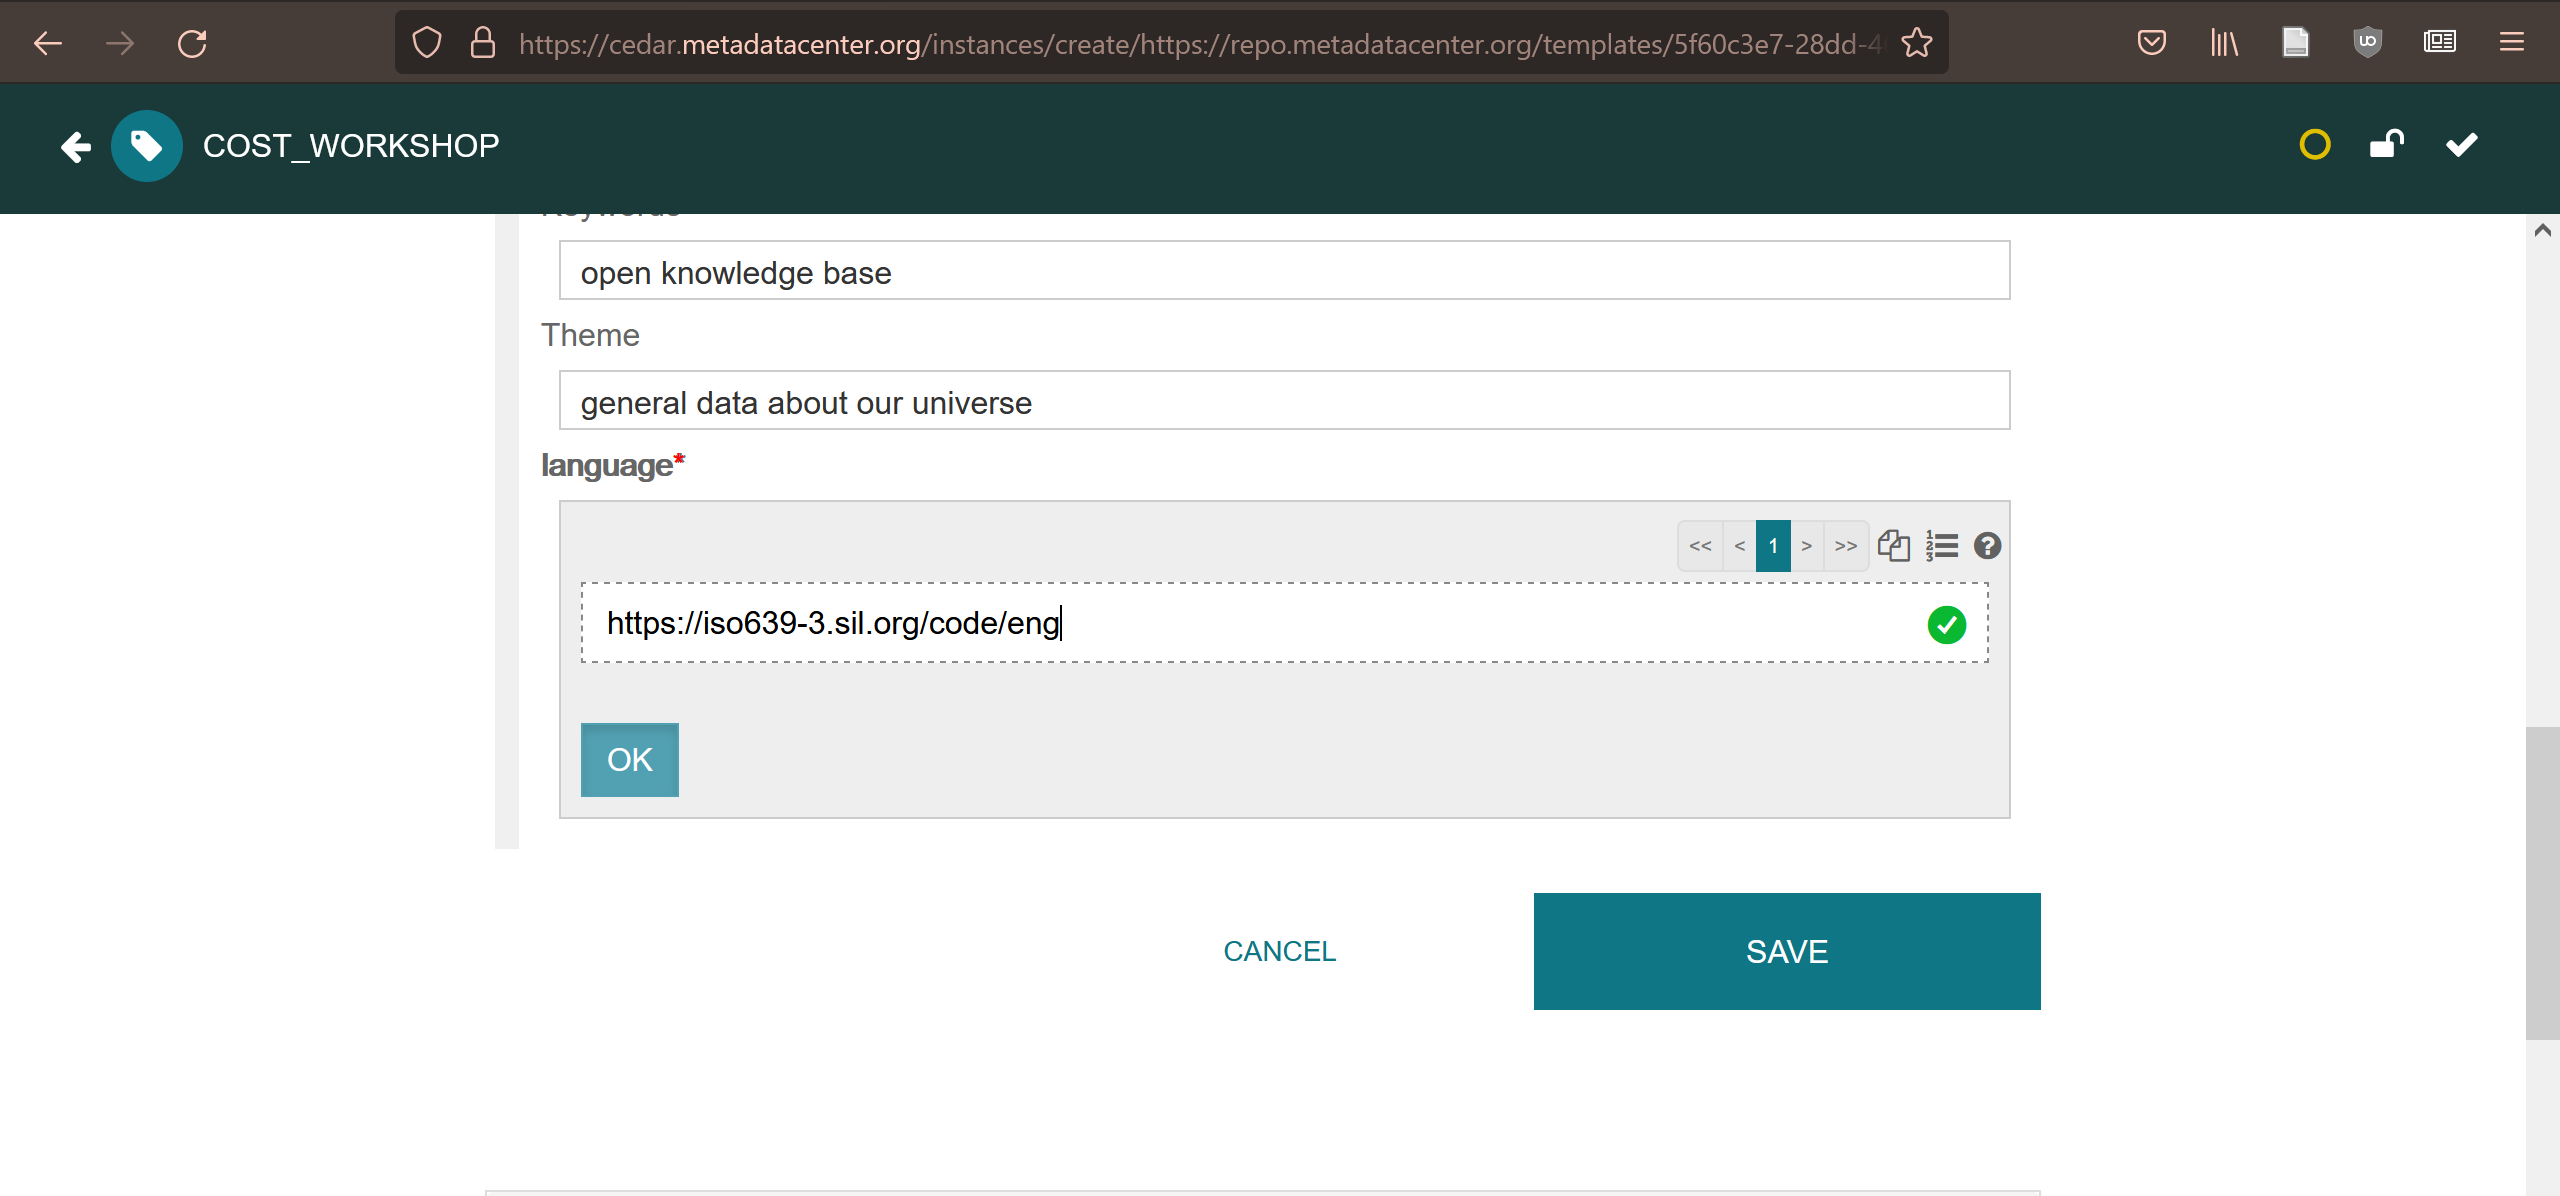 https://cedar.metadatacenter.org/instances/create/https://repo.metadatacenter.org/templates/5f60c3e7-28dd-4
COST_WORKSHOP
Keywords
open knowledge base
Theme
general data about our universe
language*
<< < 1 > >>
https://iso639-3.sil.org/code/eng
OK
CANCEL
SAVE